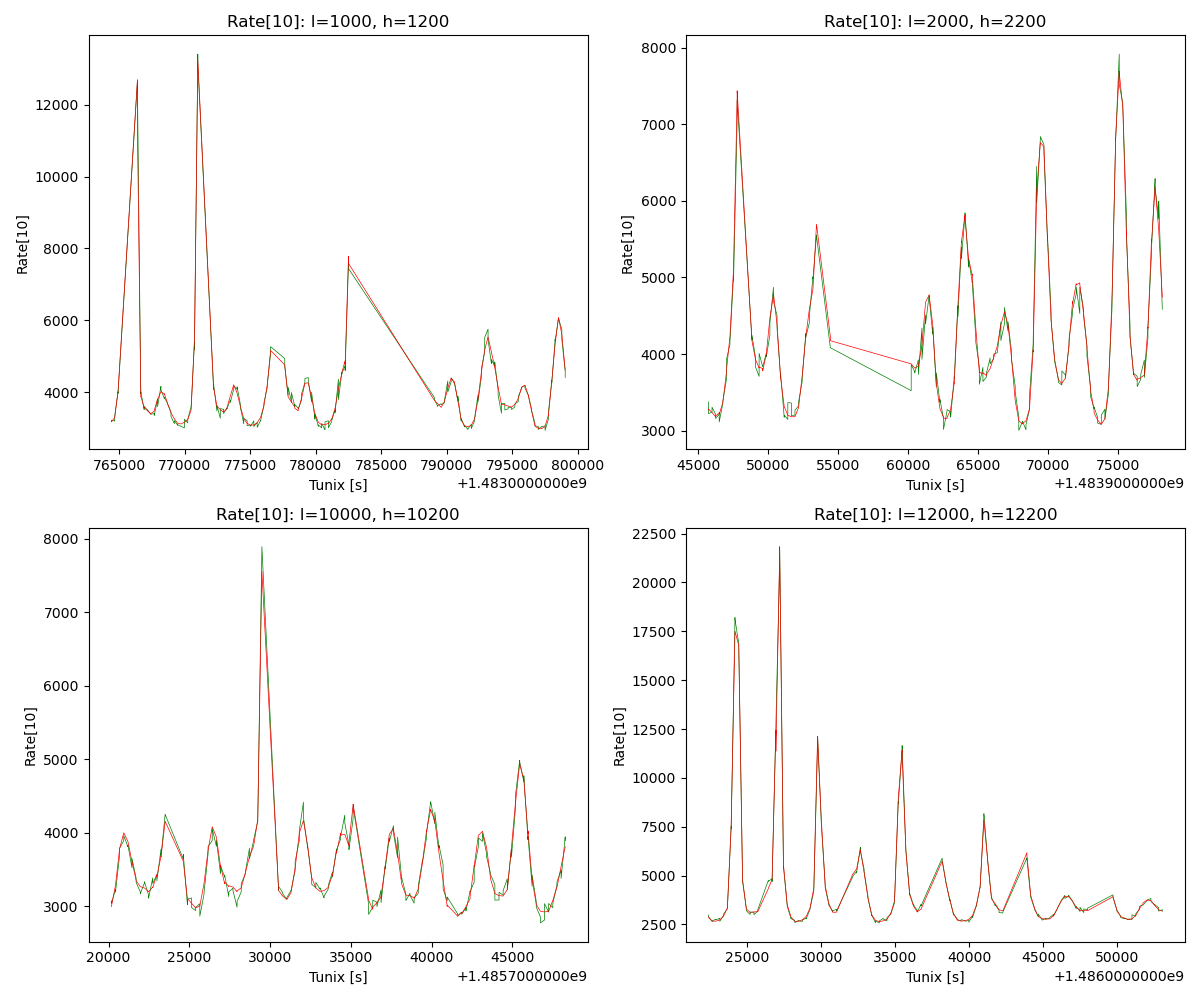 Rate[10]: l=1000, h=1200
Rate[10]
12000
10000
8000
6000
4000
765000 770000 775000 780000 785000 790000 795000 800000
Tunix [s]
+1.4830000000e9
Rate[10]: l=2000, h=2200
Rate[10]
8000
7000
6000
5000
4000
3000
45000 50000 55000 60000 65000 70000 75000
Tunix [s]
+1.4839000000e9
Rate[10]: l=10000, h=10200
Rate[10]
8000
7000
6000
5000
4000
3000
20000 25000 30000 35000 40000 45000
Tunix [s]
+1.4857000000e9
Rate[10]: l=12000, h=12200
Rate[10]
22500
20000
17500
15000
12500
10000
7500
5000
2500
25000 30000 35000 40000 45000 50000
Tunix [s]
+1.4860000000e9